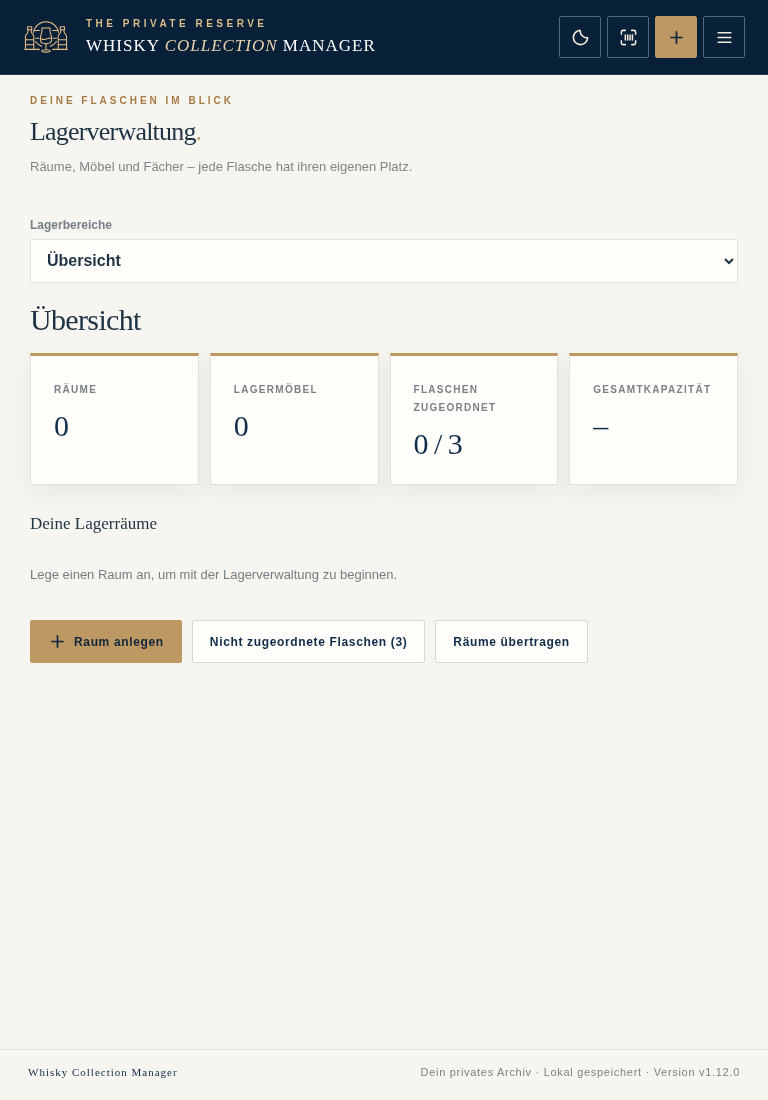 THE PRIVATE RESERVE
WHISKY COLLECTION MANAGER
DEINE FLASCHEN IM BLICK
Lagerverwaltung.
Räume, Möbel und Fächer – jede Flasche hat ihren eigenen Platz.
Lagerbereiche
Übersicht
Übersicht
RÄUME
0
LAGERMÖBEL
0
FLASCHEN
ZUGEORDNET
0 / 3
GESAMTKAPAZITÄT
–
Deine Lagerräume
Lege einen Raum an, um mit der Lagerverwaltung zu beginnen.
Raum anlegen
Nicht zugeordnete Flaschen (3)
Räume übertragen
Whisky Collection Manager
Dein privates Archiv · Lokal gespeichert · Version v1.12.0